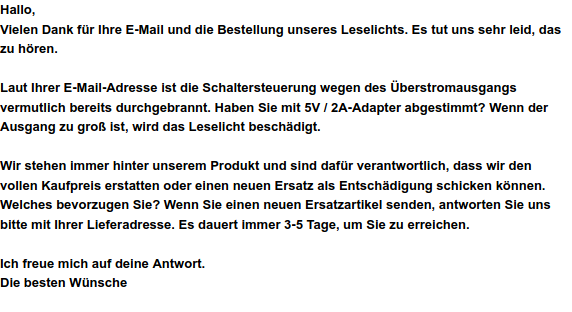 Hallo,
Vielen Dank für Ihre E-Mail und die Bestellung unseres Leselichts. Es tut uns sehr leid, das
zu hören.
Laut Ihrer E-Mail-Adresse ist die Schaltersteuerung wegen des Überstromausgangs
vermutlich bereits durchgebrannt. Haben Sie mit 5V / 2A-Adapter abgestimmt? Wenn der
Ausgang zu groß ist, wird das Leselicht beschädigt.
Wir stehen immer hinter unserem Produkt und sind dafür verantwortlich, dass wir den
vollen Kaufpreis erstatten oder einen neuen Ersatz als Entschädigung schicken können.
Welches bevorzugen Sie? Wenn Sie einen neuen Ersatzartikel senden, antworten Sie uns
bitte mit Ihrer Lieferadresse. Es dauert immer 3-5 Tage, um Sie zu erreichen.
Ich freue mich auf deine Antwort.
Die besten Wünsche